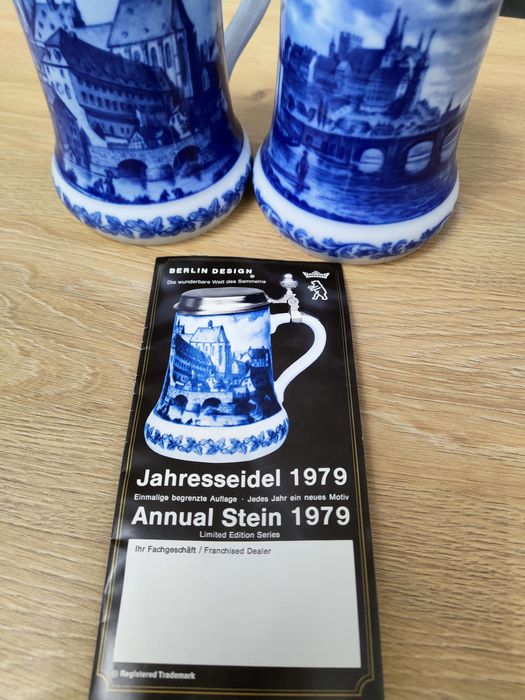 BERLIN DESIGN ®
Die wunderbare Welt des Sammelns
Jahresseidel 1979
Einmalige begrenzte Auflage · Jedes Jahr ein neues Motiv
Annual Stein 1979
Limited Edition Series
Ihr Fachgeschäft / Franchised Dealer
® Registered Trademark